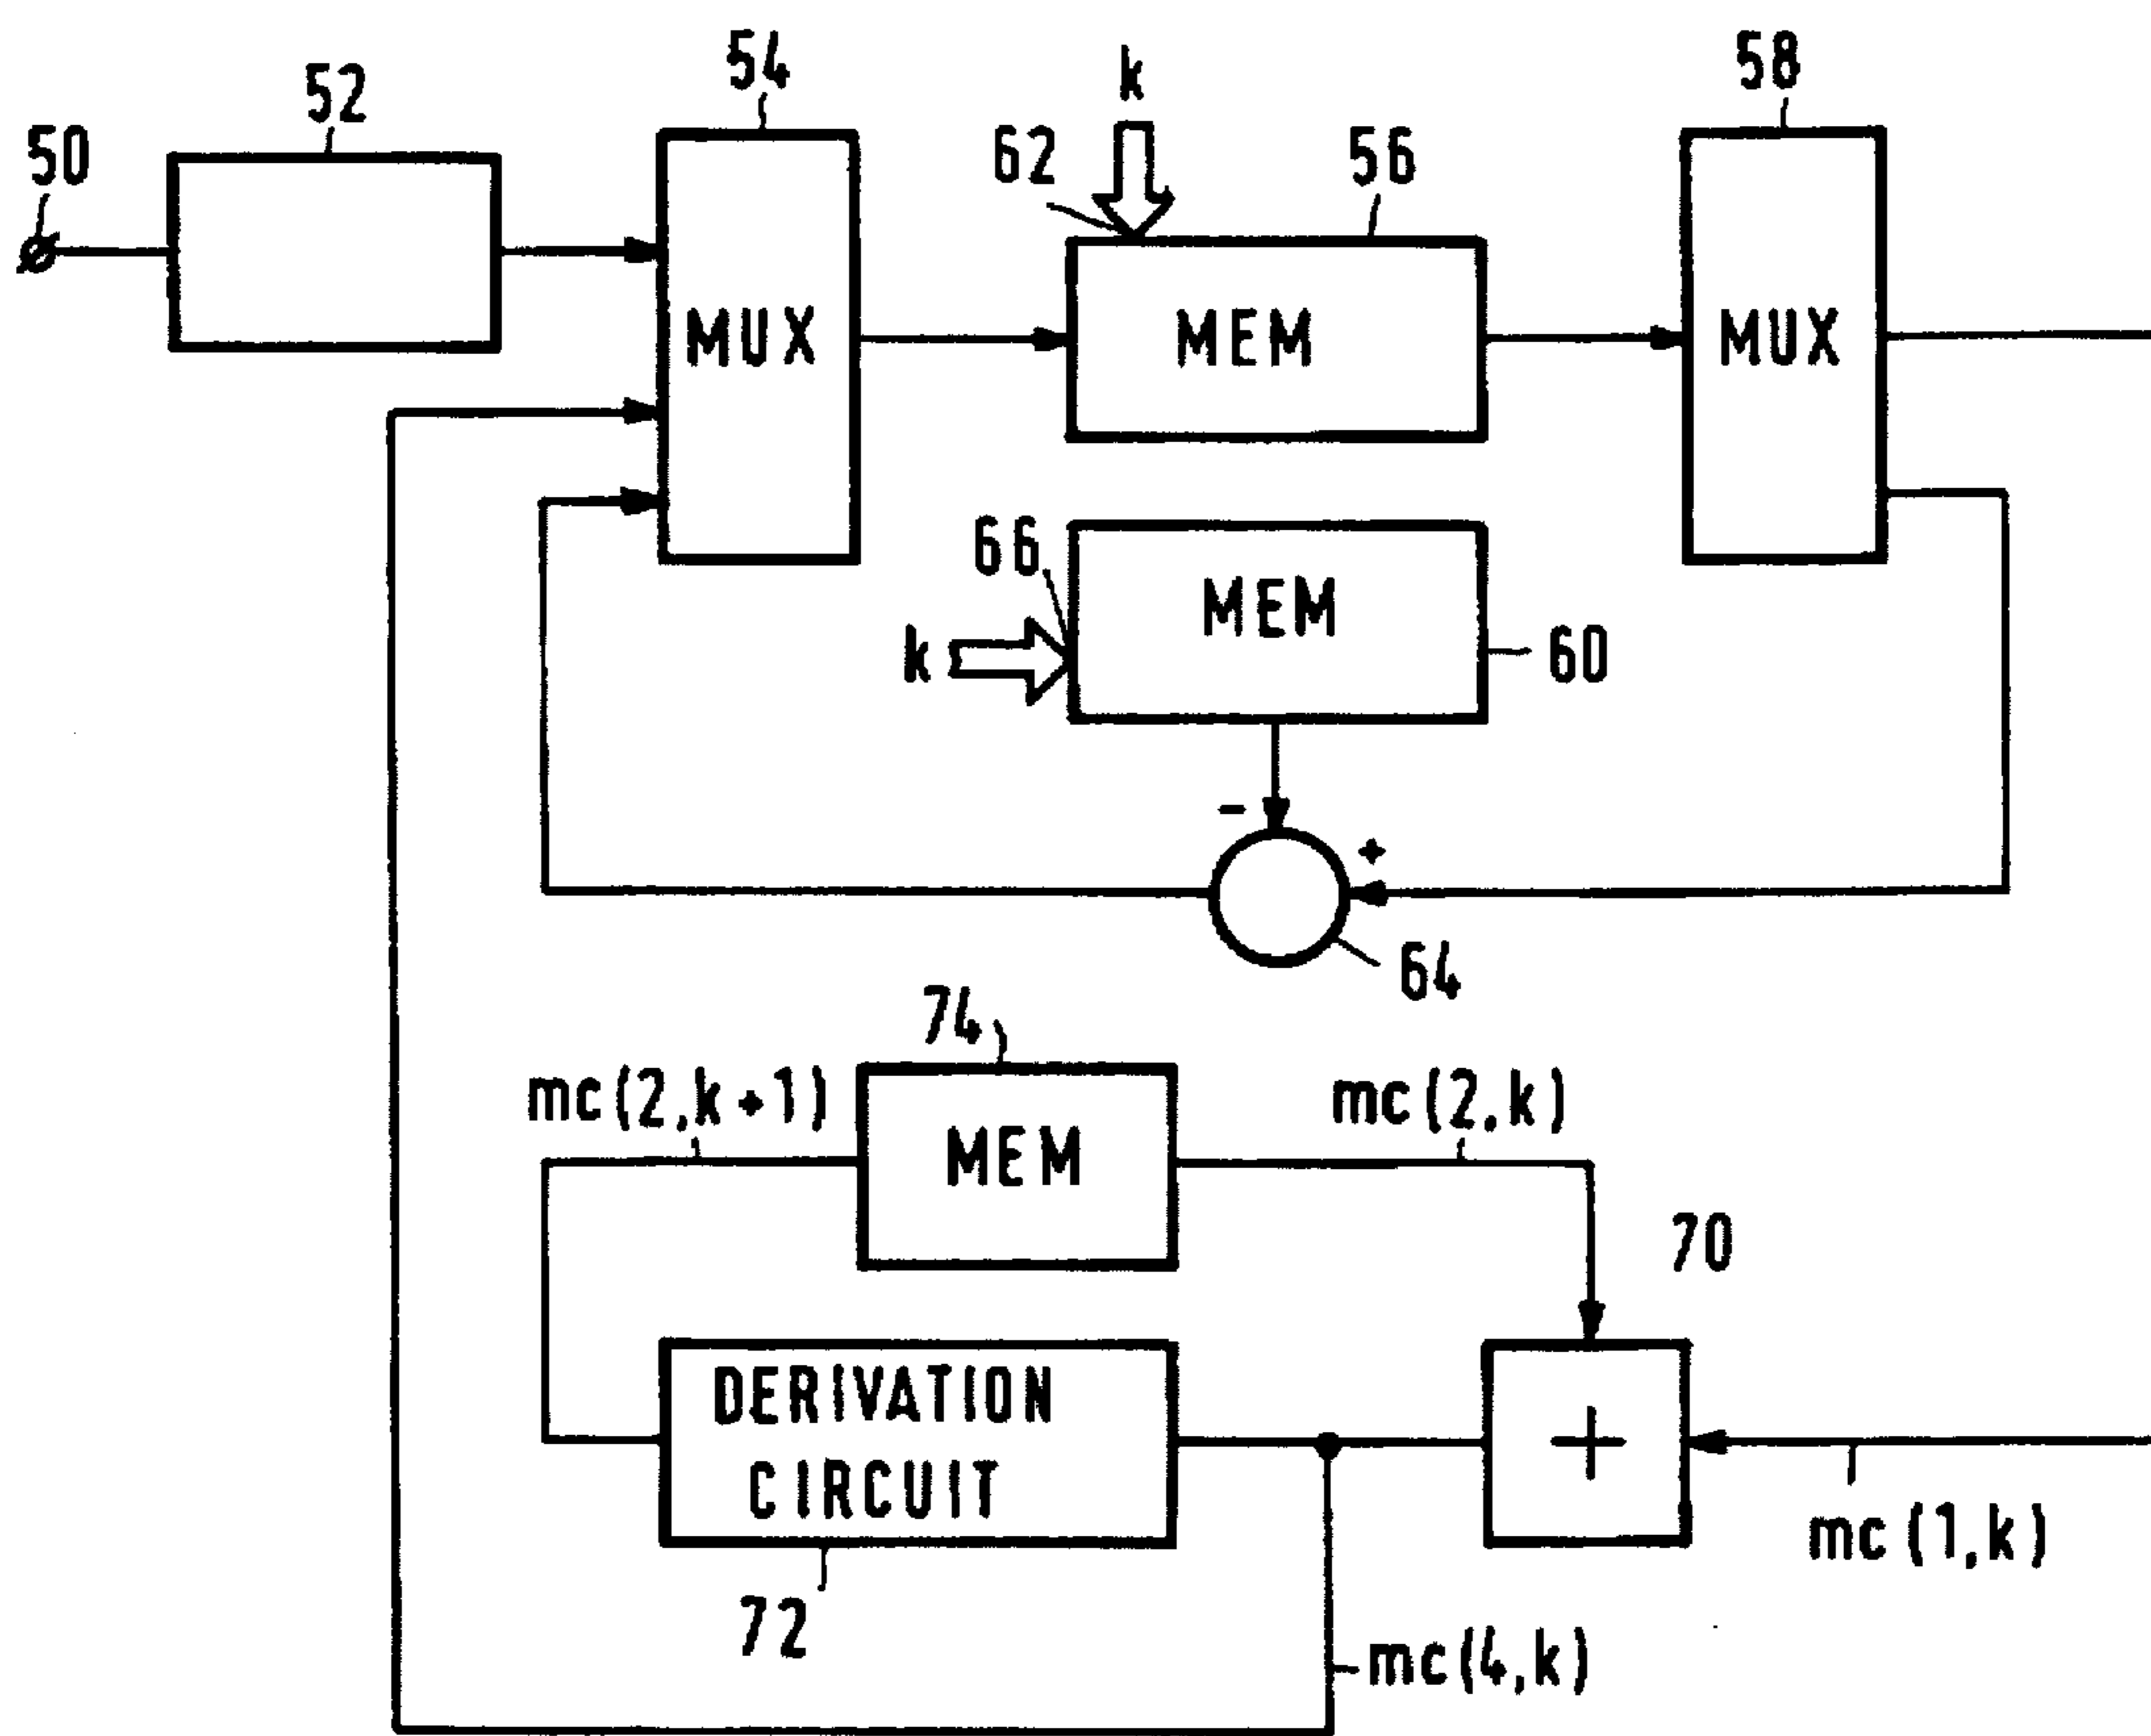 54
58
52
k
50
62
56
MUX
MEM
MUX
66
MEM
k
60
-
+
64
74
mc(2,k+1)
mc(2,k)
MEM
70
DERIVATION
CIRCUIT
+
mc(1,k)
72
mc(4,k)